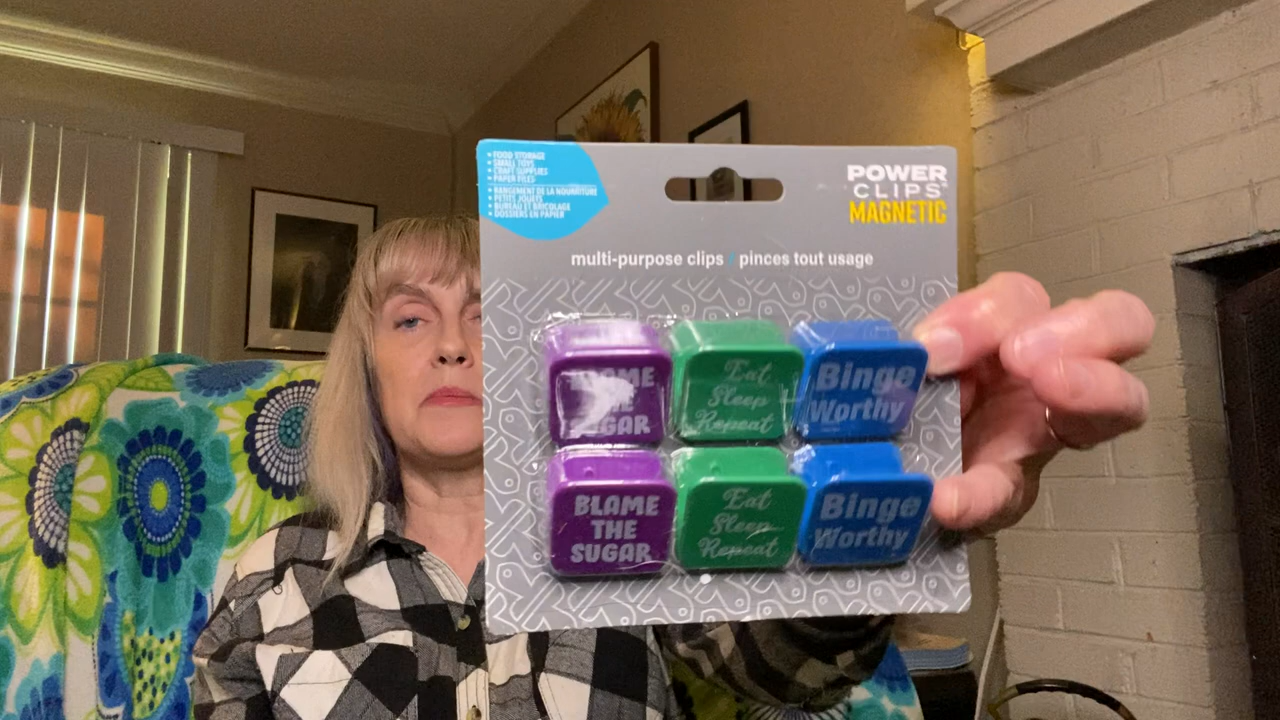 • FOOD STORAGE
• SMALL TOYS
• CRAFT SUPPLIES
• PAPER FILES
• RANGEMENT DE LA NOURRITURE
• PETITS JOUETS
• BUREAU ET BRICOLAGE
• DOSSIERS EN PAPIER
POWER
CLIPS®
MAGNETIC
multi-purpose clips / pinces tout usage
BLAME
THE
SUGAR
Eat
Sleep
Repeat
Binge
Worthy
BLAME
THE
SUGAR
Eat
Sleep
Repeat
Binge
Worthy